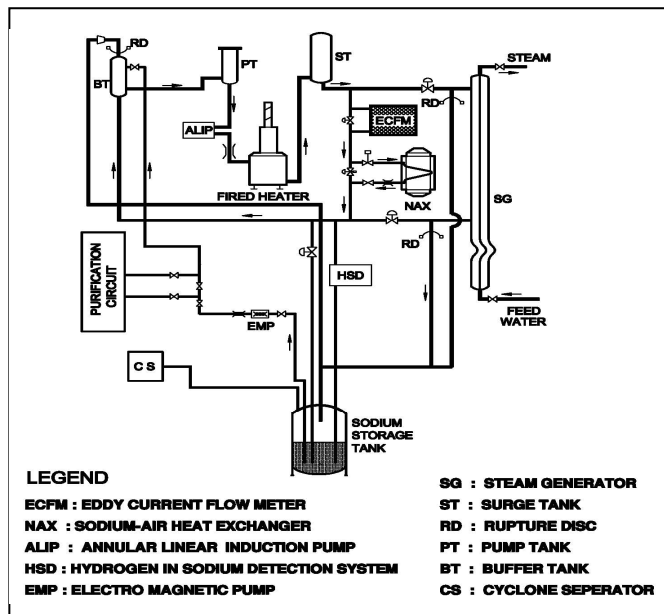 RD
BT
PT
ST
STEAM
ALIP
RD
ECFM
FIRED HEATER
NAX
SG
RD
PURIFICATION
CIRCUIT
HSD
FEED
WATER
EMP
C S
SODIUM
STORAGE
TANK
LEGEND
ECFM : EDDY CURRENT FLOW METER
NAX : SODIUM-AIR HEAT EXCHANGER
ALIP : ANNULAR LINEAR INDUCTION PUMP
HSD : HYDROGEN IN SODIUM DETECTION SYSTEM
EMP : ELECTRO MAGNETIC PUMP
SG : STEAM GENERATOR
ST : SURGE TANK
RD : RUPTURE DISC
PT : PUMP TANK
BT : BUFFER TANK
CS : CYCLONE SEPERATOR